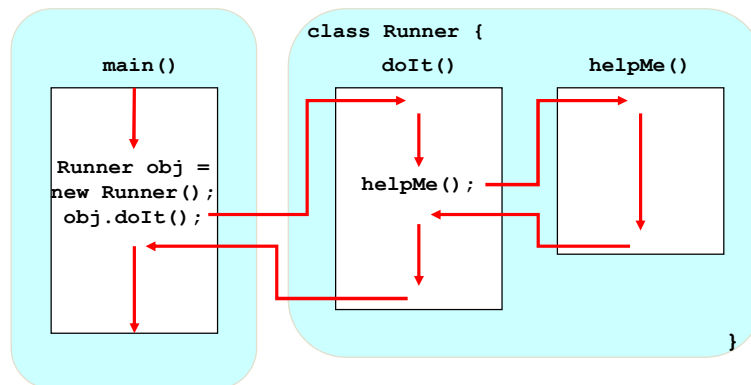 class Runner {
main()
doIt()
helpMe()
Runner obj =
new Runner();
obj.doIt();
helpMe();
}